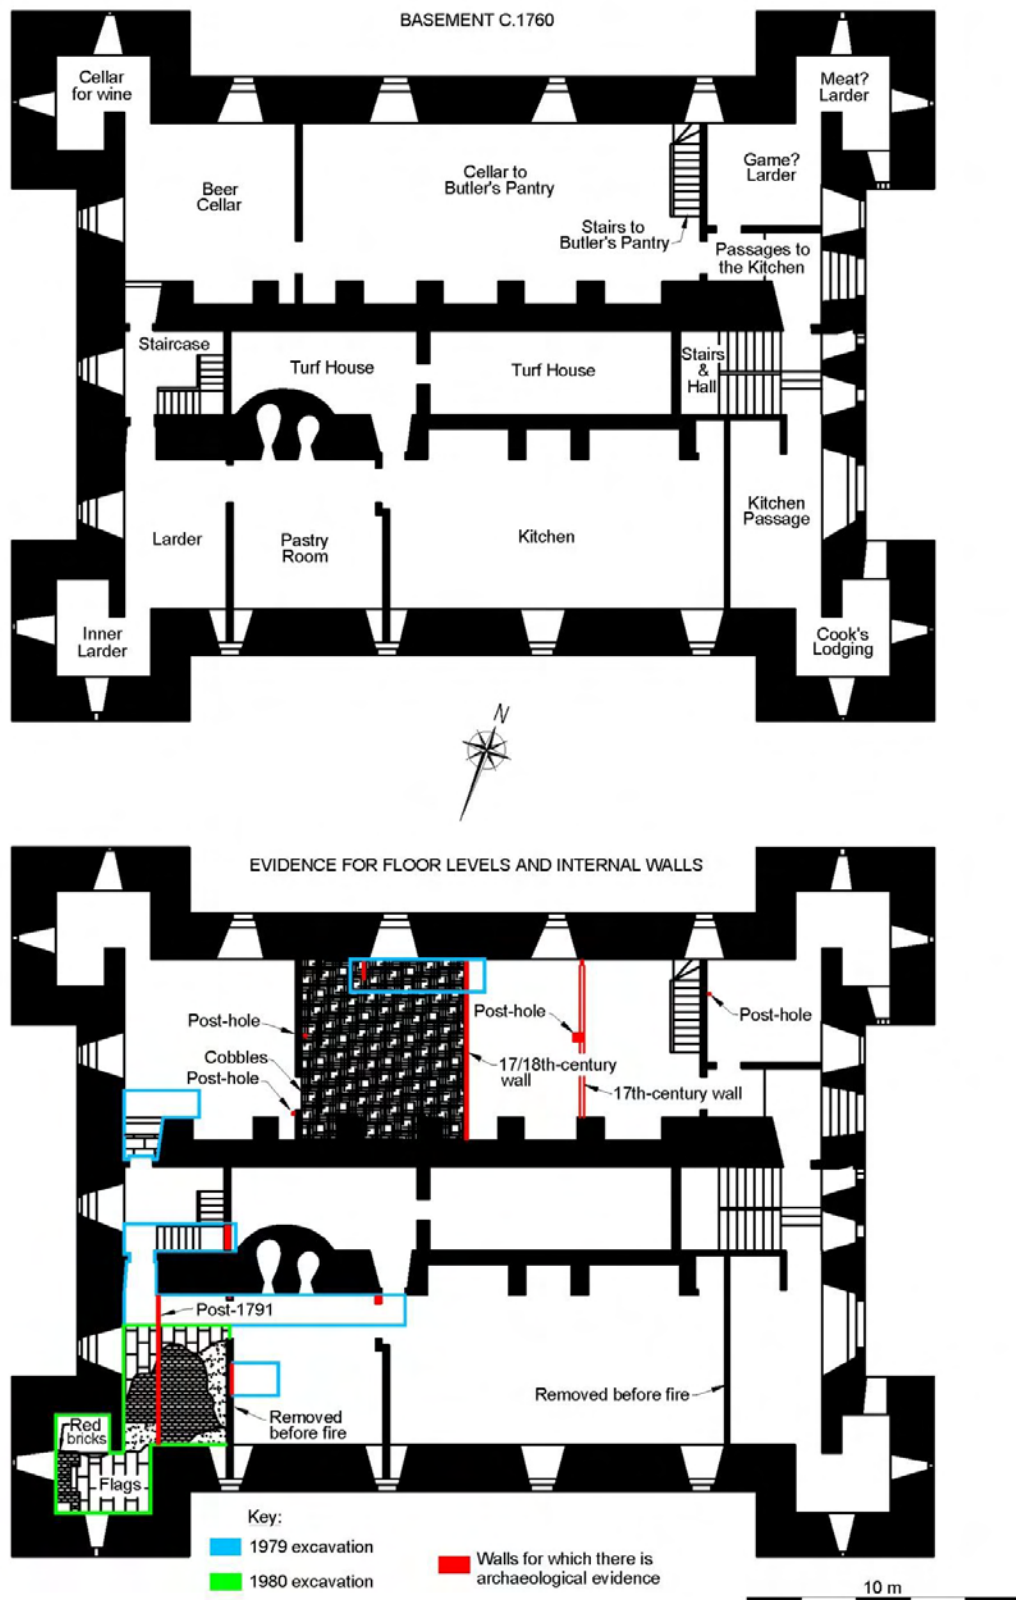 BASEMENT C.1760
Cellar
for wine
Meat?
Larder
Beer
Cellar
Cellar to
Butler's Pantry
Game?
Larder
Stairs to
Butler's Pantry
Passages to
the Kitchen
Staircase
Turf House
Turf House
Stairs
&
Hall
Larder
Pastry
Room
Kitchen
Kitchen
Passage
Inner
Larder
Cook's
Lodging
N
EVIDENCE FOR FLOOR LEVELS AND INTERNAL WALLS
Post-hole
Post-hole
Post-hole
Cobbles
Post-hole
17/18th-century
wall
17th-century wall
Post-1791
Removed before fire
Removed
before fire
Red
bricks
Flags
Key:
1979 excavation
1980 excavation
Walls for which there is
archaeological evidence
10 m